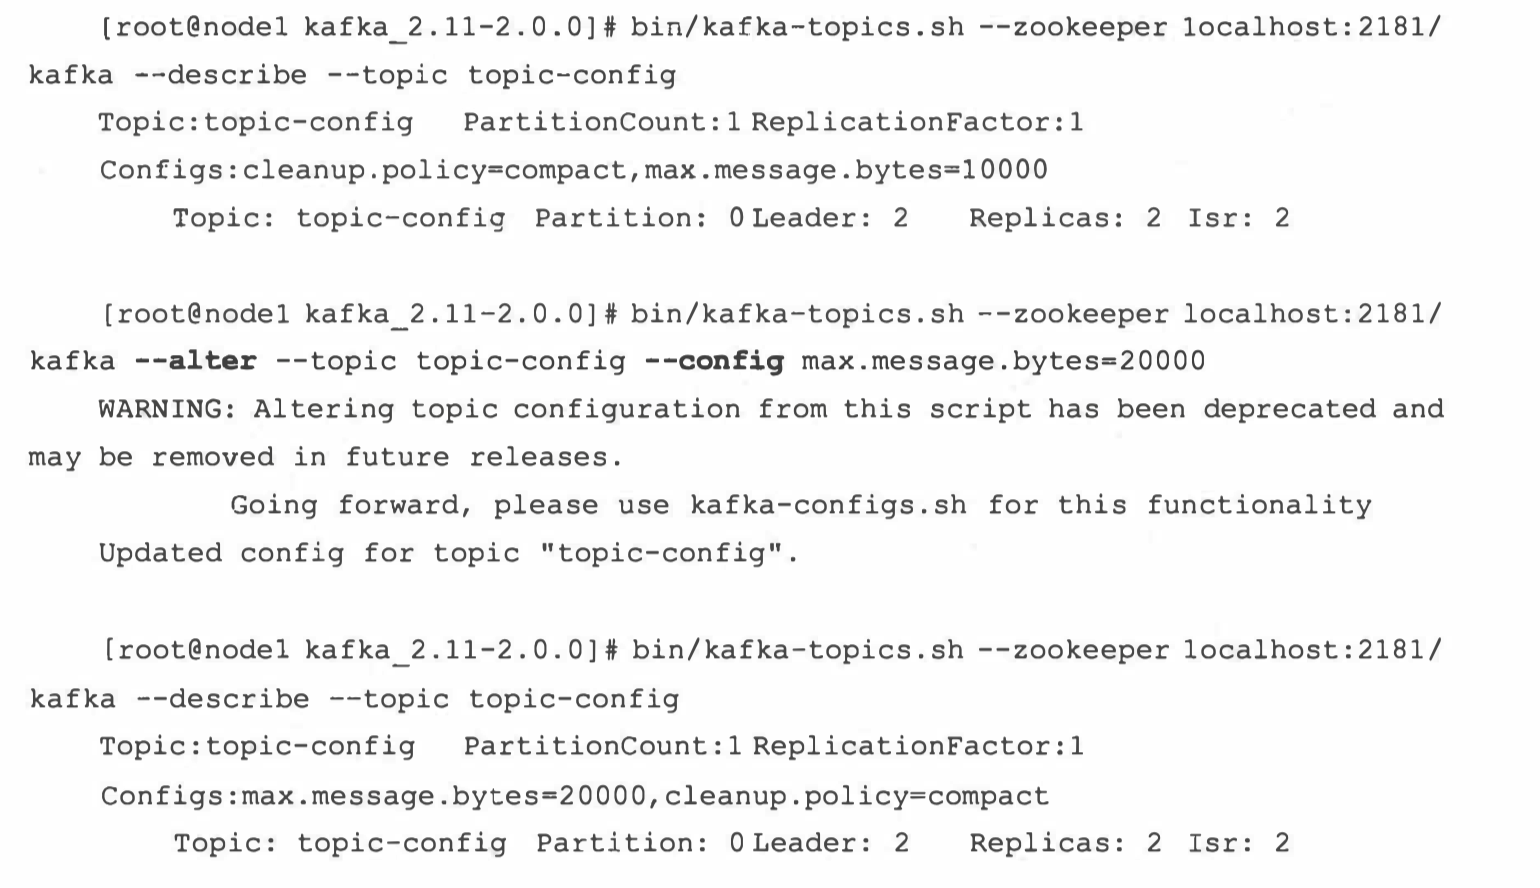 [root@node1 kafka_2.11-2.0.0]# bin/kafka-topics.sh --zookeeper localhost:2181/
kafka --describe --topic topic-config
Topic:topic-config PartitionCount:1 ReplicationFactor:1
Configs:cleanup.policy=compact,max.message.bytes=10000
Topic: topic-config Partition: 0 Leader: 2 Replicas: 2 Isr: 2
[root@node1 kafka_2.11-2.0.0]# bin/kafka-topics.sh --zookeeper localhost:2181/
kafka --alter --topic topic-config --config max.message.bytes=20000
WARNING: Altering topic configuration from this script has been deprecated and
may be removed in future releases.
Going forward, please use kafka-configs.sh for this functionality
Updated config for topic "topic-config".
[root@node1 kafka_2.11-2.0.0]# bin/kafka-topics.sh --zookeeper localhost:2181/
kafka --describe --topic topic-config
Topic:topic-config PartitionCount:1 ReplicationFactor:1
Configs:max.message.bytes=20000,cleanup.policy=compact
Topic: topic-config Partition: 0 Leader: 2 Replicas: 2 Isr: 2